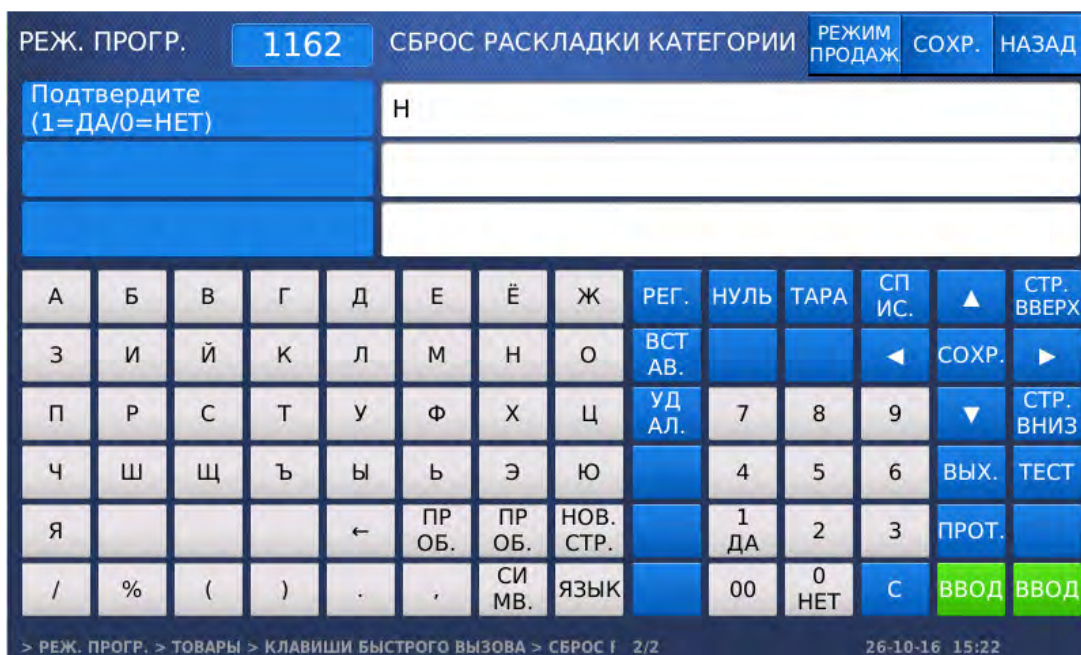 РЕЖ. ПРОГР. 1162 СБРОС РАСКЛАДКИ КАТЕГОРИИ РЕЖИМ ПРОДАЖ СОХР. НАЗАД
Подтвердите
(1=ДА/0=НЕТ)
Н
А Б В Г Д Е Ё Ж РЕГ. НУЛЬ ТАРА СП ИС. ▲ СТР. ВВЕРХ
З И Й К Л М Н О ВСТ АВ. ◀ СОХР. ▶
П Р С Т У Ф Х Ц УД АЛ. 7 8 9 ▼ СТР. ВНИЗ
Ч Ш Щ Ъ Ы Ь Э Ю 4 5 6 ВЫХ. ТЕСТ
Я ← ПР ОБ. ПР ОБ. НОВ. СТР. 1 ДА 2 3 ПРОТ.
/ % ( ) . , СИ МВ. ЯЗЫК 00 0 НЕТ С ВВОД ВВОД
> РЕЖ. ПРОГР. > ТОВАРЫ > КЛАВИШИ БЫСТРОГО ВЫЗОВА > СБРОС 2/2 26-10-16 15:22